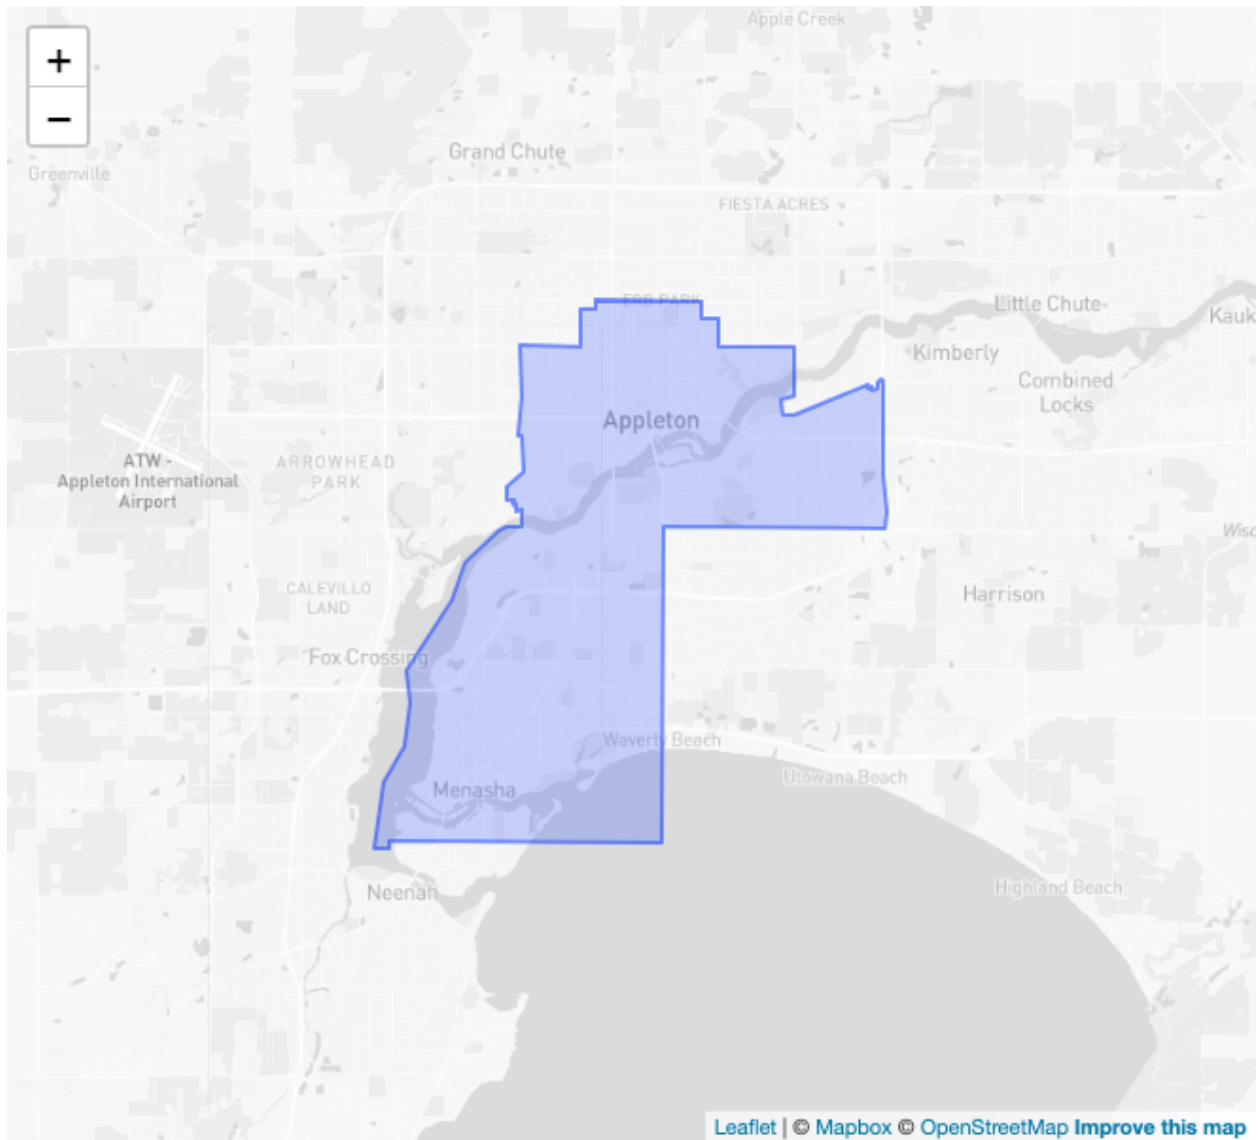 Apple Creek
+
−
Grand Chute
Greenville
FIESTA ACRES
ERB PARK
Little Chute
Kauk
Kimberly
Combined
Locks
Appleton
ATW -
Appleton International
Airport
ARROWHEAD
PARK
Wisc
CALEVILLO
LAND
Harrison
Fox Crossing
Waverly Beach
Utowana Beach
Menasha
Highland Beach
Neenah
Leaflet | © Mapbox © OpenStreetMap Improve this map